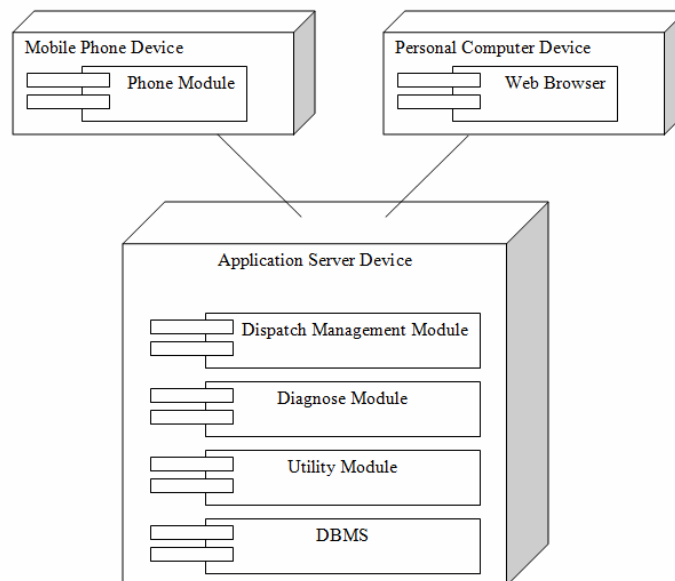 Mobile Phone Device
Phone Module
Personal Computer Device
Web Browser
Application Server Device
Dispatch Management Module
Diagnose Module
Utility Module
DBMS